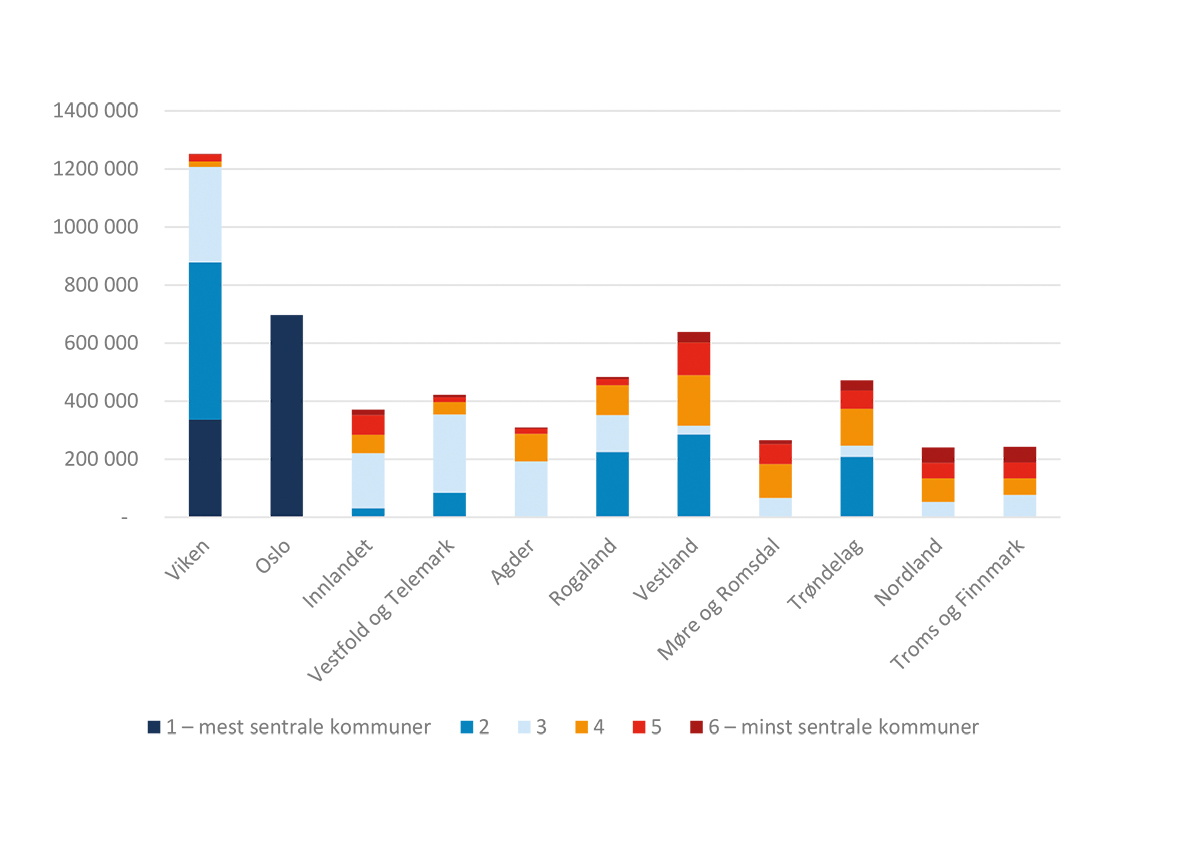 1400 000
1200 000
1000 000
800 000
600 000
400 000
200 000
-
Viken
Oslo
Innlandet
Vestfold og Telemark
Agder
Rogaland
Vestland
Møre og Romsdal
Trøndelag
Nordland
Troms og Finnmark
1 – mest sentrale kommuner 2 3 4 5 6 – minst sentrale kommuner